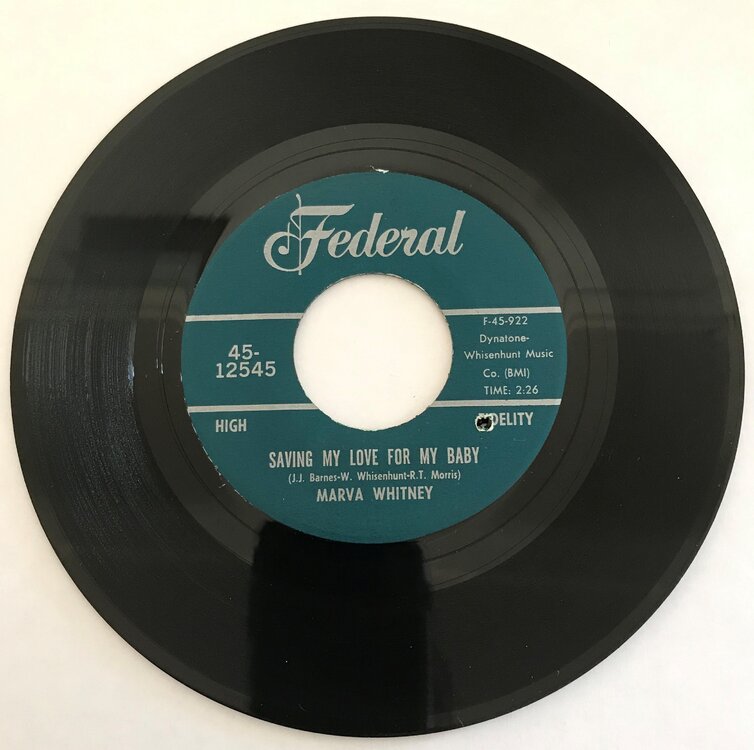 Federal
45-
12545
F-45-922
Dynatone-
Whisenhunt Music
Co. (BMI)
TIME: 2:26
HIGH
DELITY
SAVING MY LOVE FOR MY BABY
(J.J. Barnes-W. Whisenhunt-R.T. Morris)
MARVA WHITNEY